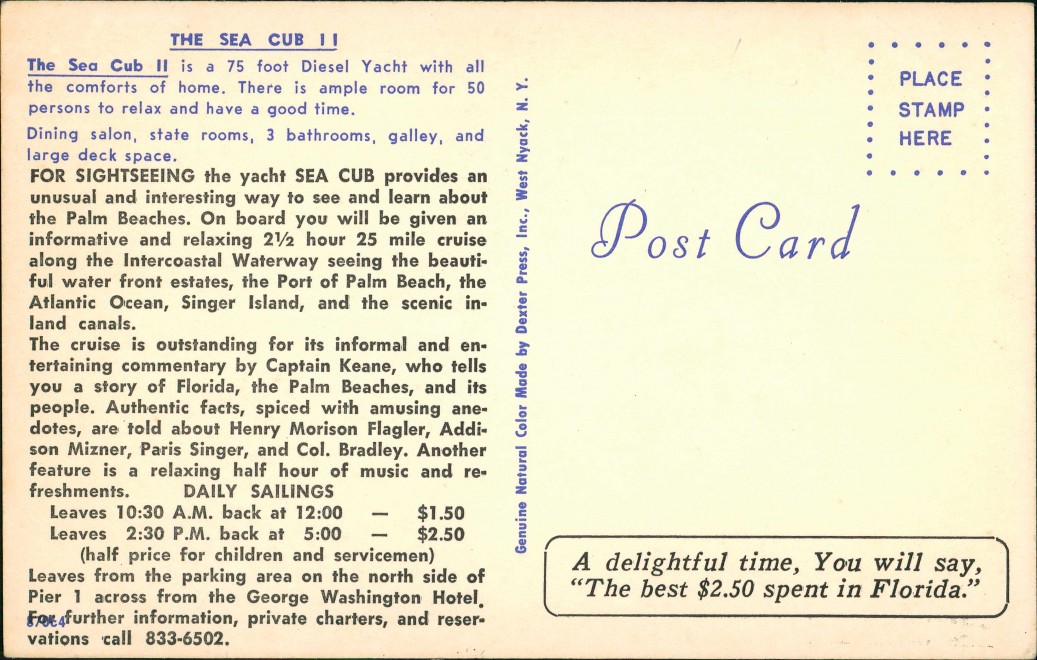 THE SEA CUB II
The Sea Cub II is a 75 foot Diesel Yacht with all
the comforts of home. There is ample room for 50
persons to relax and have a good time.
Dining salon, state rooms, 3 bathrooms, galley, and
large deck space.
FOR SIGHTSEEING the yacht SEA CUB provides an
unusual and interesting way to see and learn about
the Palm Beaches. On board you will be given an
informative and relaxing 2½ hour 25 mile cruise
along the Intercoastal Waterway seeing the beauti-
ful water front estates, the Port of Palm Beach, the
Atlantic Ocean, Singer Island, and the scenic in-
land canals.
The cruise is outstanding for its informal and en-
tertaining commentary by Captain Keane, who tells
you a story of Florida, the Palm Beaches, and its
people. Authentic facts, spiced with amusing ane-
dotes, are told about Henry Morison Flagler, Addi-
son Mizner, Paris Singer, and Col. Bradley. Another
feature is a relaxing half hour of music and re-
freshments. DAILY SAILINGS
Leaves 10:30 A.M. back at 12:00 — $1.50
Leaves 2:30 P.M. back at 5:00 — $2.50
(half price for children and servicemen)
Leaves from the parking area on the north side of
Pier 1 across from the George Washington Hotel.
For further information, private charters, and reser-
vations call 833-6502.
Genuine Natural Color Made by Dexter Press, Inc., West Nyack, N. Y.
PLACE
STAMP
HERE
Post Card
A delightful time, You will say,
"The best $2.50 spent in Florida."